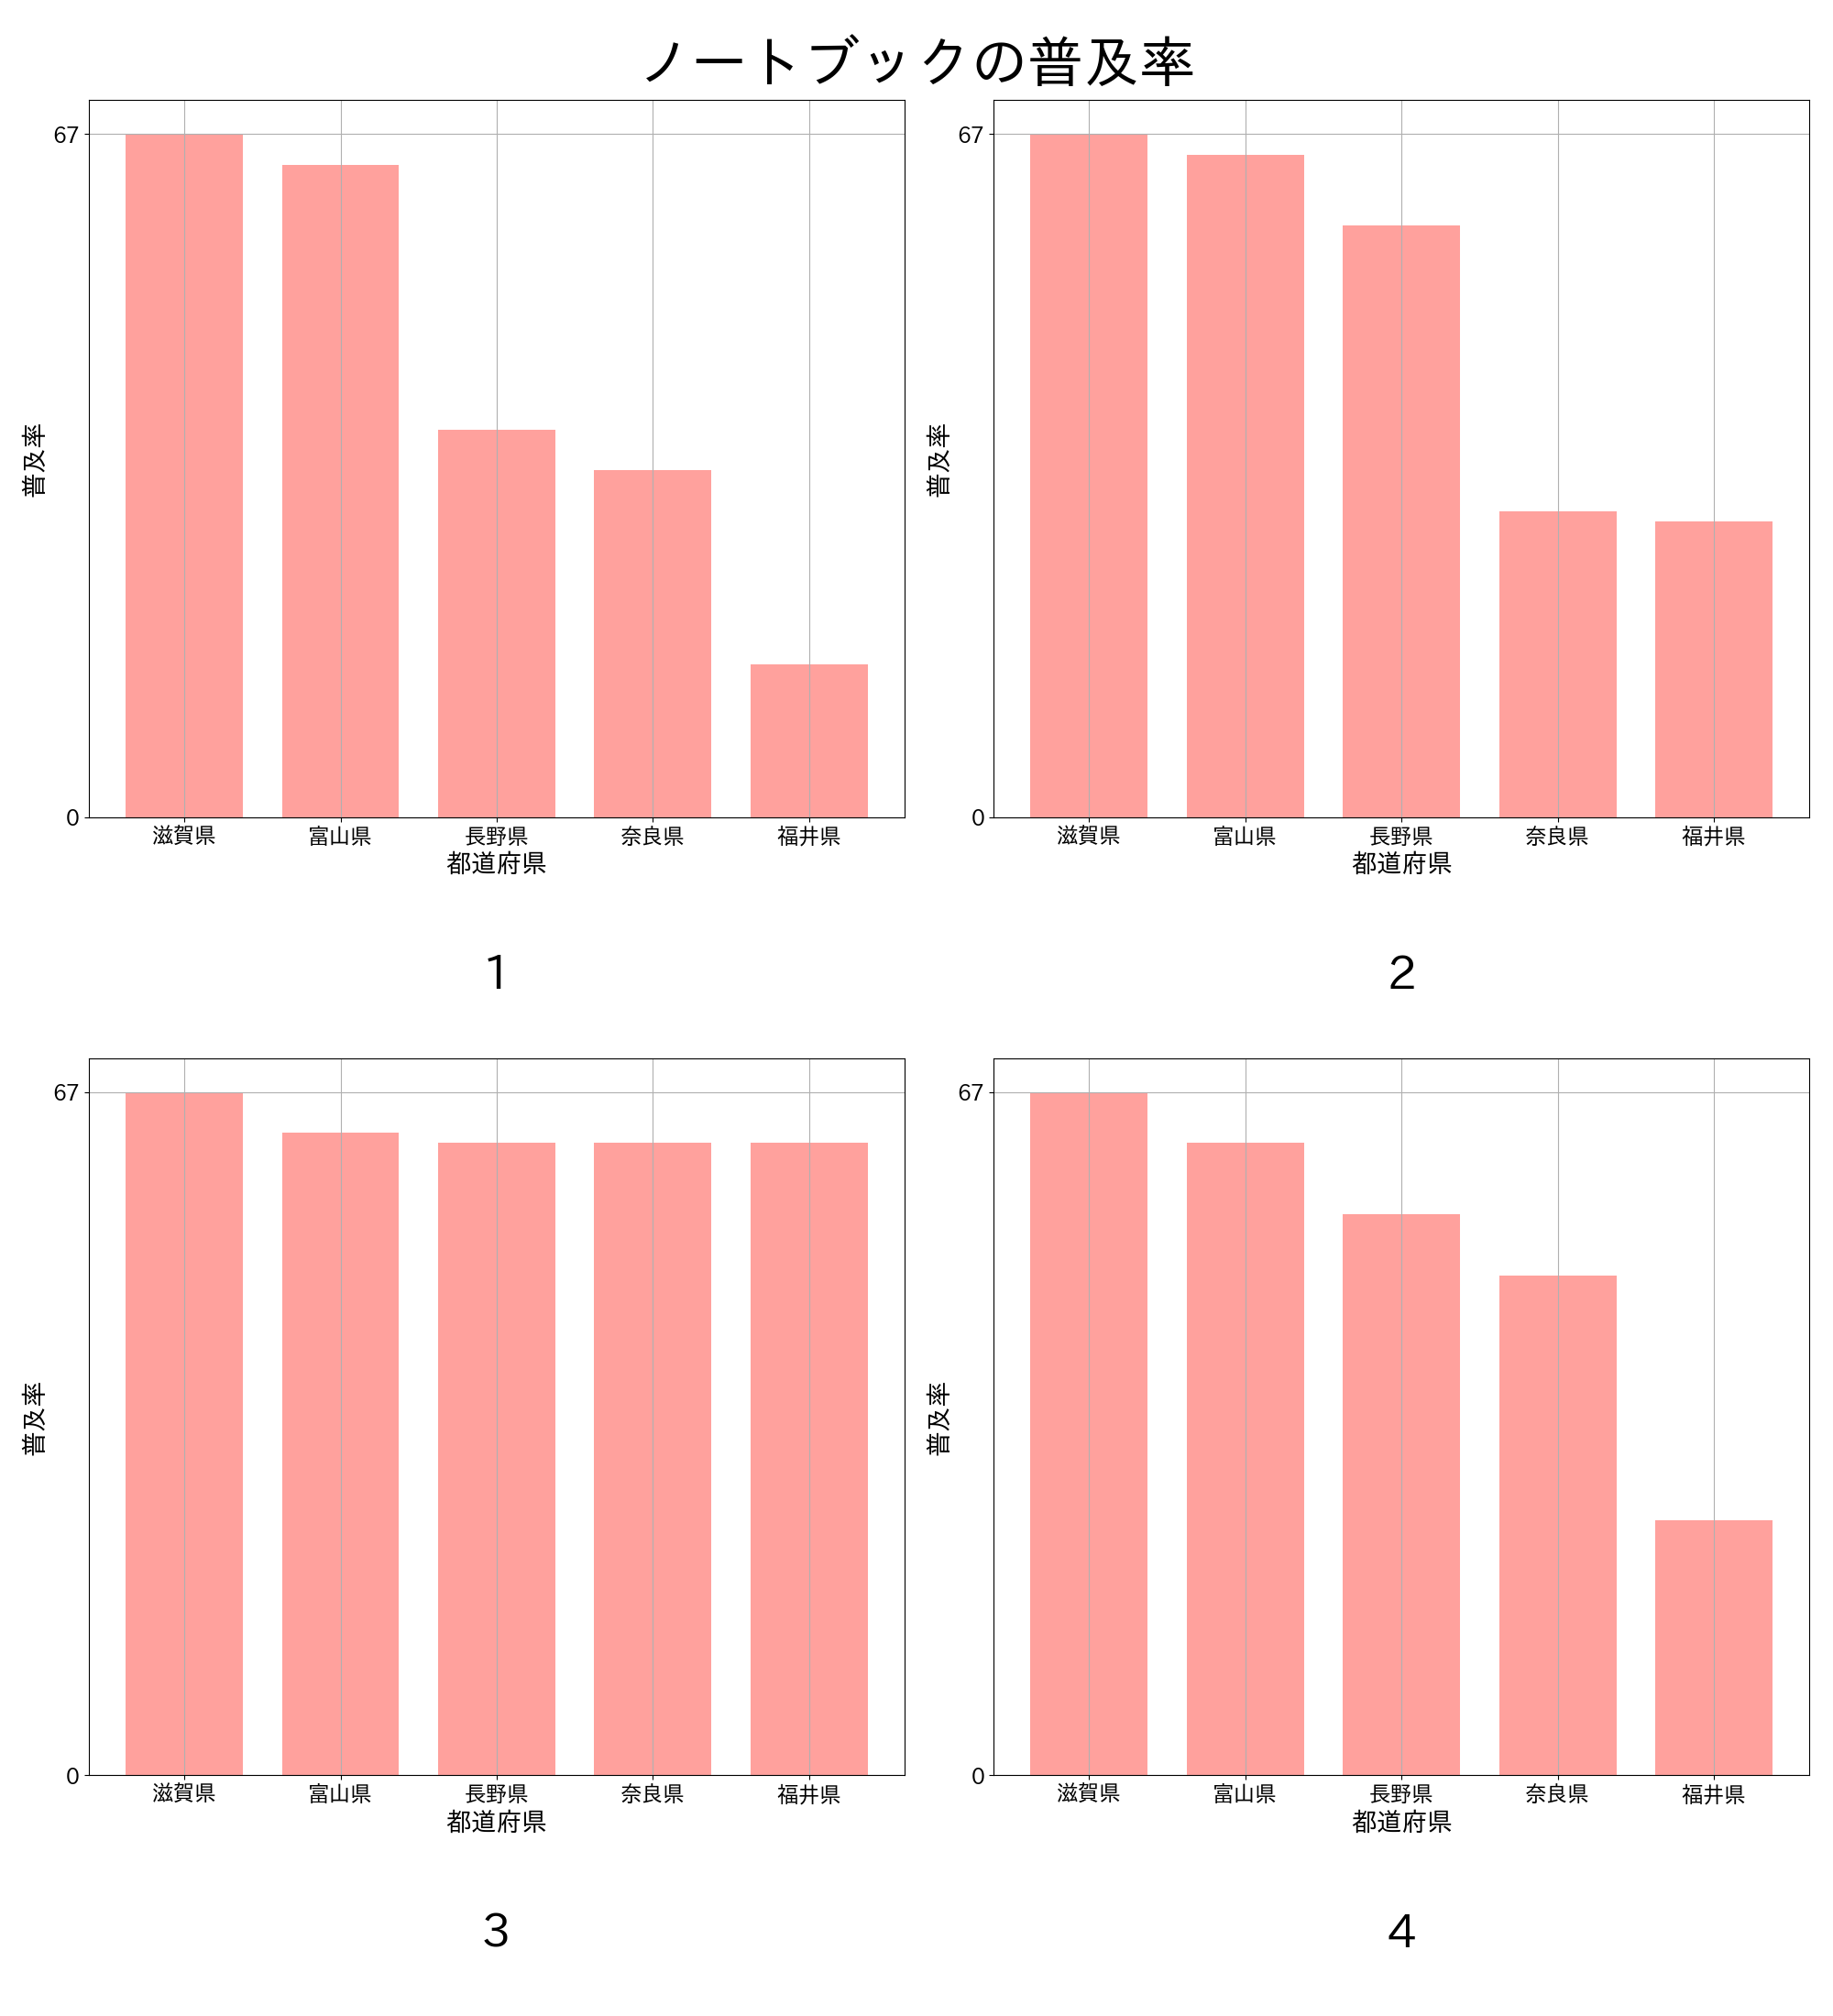 ノートブックの普及率
67
0
普及率
滋賀県 富山県 長野県 奈良県 福井県
都道府県
1
67
0
普及率
滋賀県 富山県 長野県 奈良県 福井県
都道府県
2
67
0
普及率
滋賀県 富山県 長野県 奈良県 福井県
都道府県
3
67
0
普及率
滋賀県 富山県 長野県 奈良県 福井県
都道府県
4